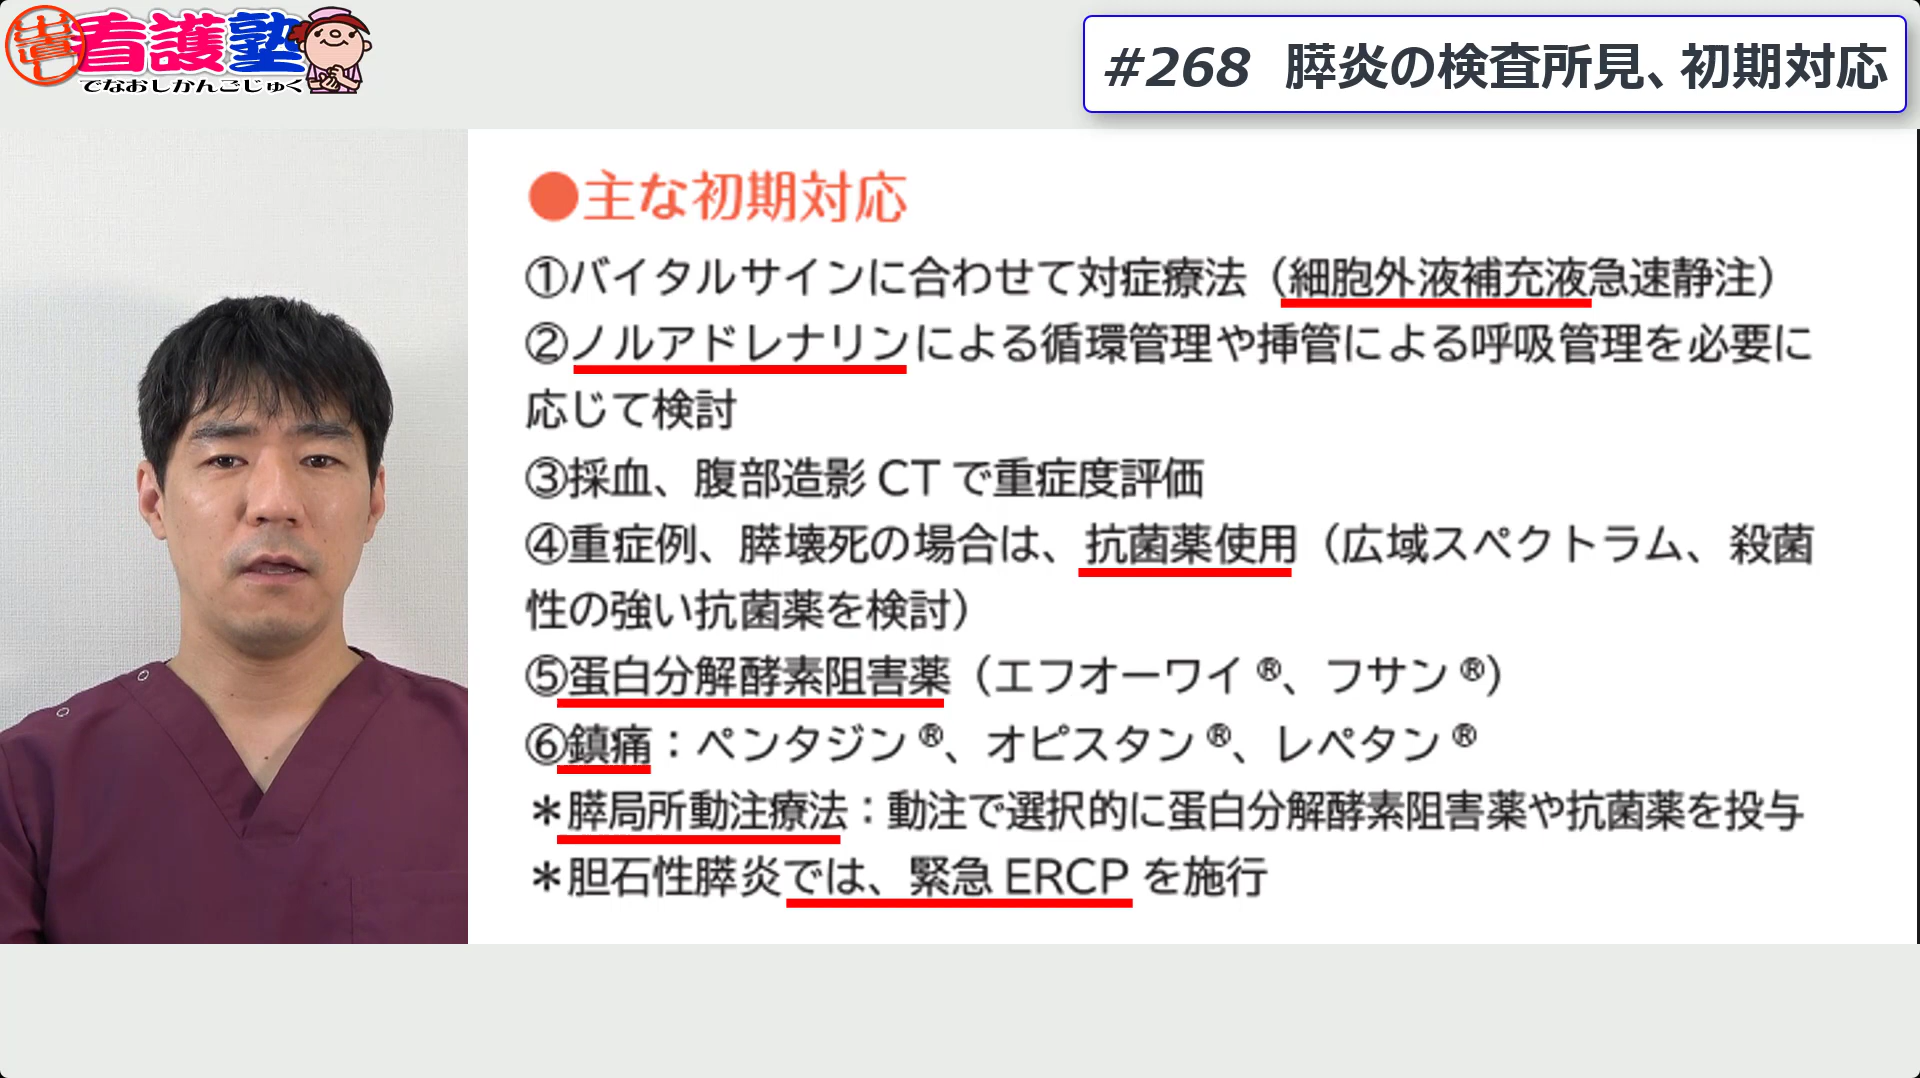 出直し看護塾
でなおしかんごじゅく
#268 膵炎の検査所見、初期対応
●主な初期対応
①バイタルサインに合わせて対症療法（細胞外液補充液急速静注）
②ノルアドレナリンによる循環管理や挿管による呼吸管理を必要に
応じて検討
③採血、腹部造影 CT で重症度評価
④重症例、膵壊死の場合は、抗菌薬使用（広域スペクトラム、殺菌
性の強い抗菌薬を検討）
⑤蛋白分解酵素阻害薬（エフオーワイ®、フサン®）
⑥鎮痛：ペンタジン®、オピスタン®、レペタン®
＊膵局所動注療法：動注で選択的に蛋白分解酵素阻害薬や抗菌薬を投与
＊胆石性膵炎では、緊急 ERCP を施行